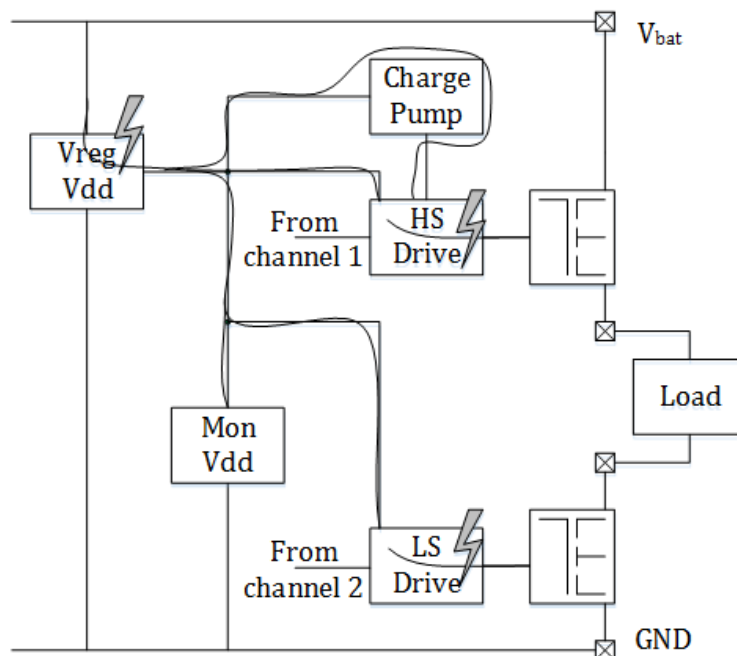 Vbat
Charge
Pump
Vreg
Vdd
HS
Drive
From
channel 1
Load
Mon
Vdd
LS
Drive
From
channel 2
GND